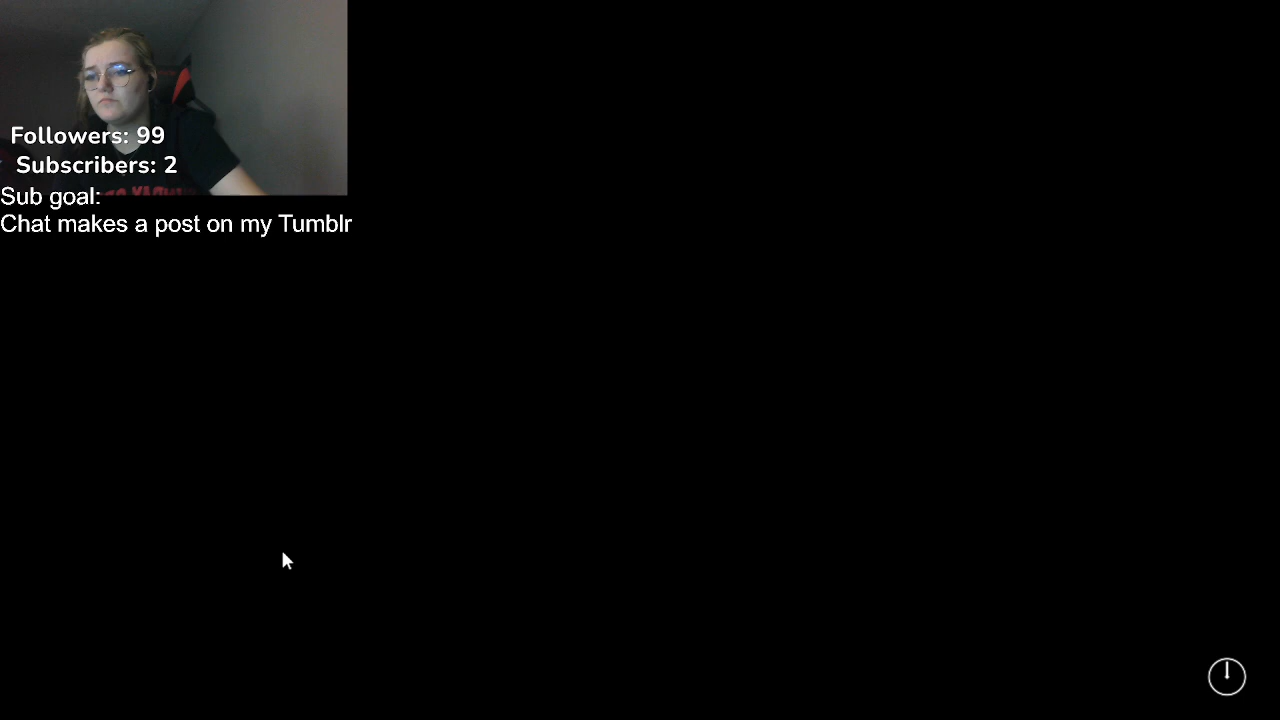 Followers: 99
Subscribers: 2
Sub goal:
Chat makes a post on my Tumblr